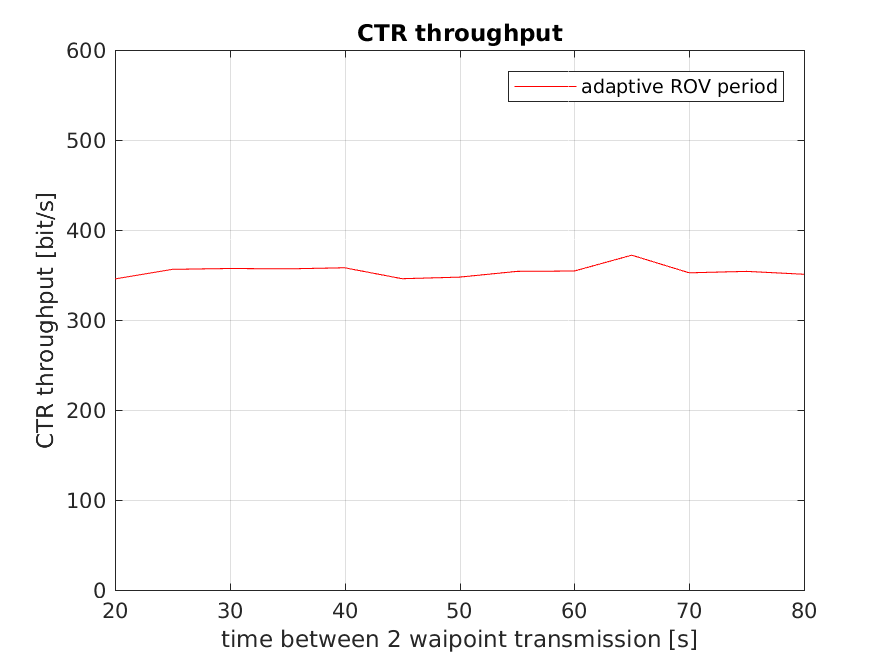 CTR throughput
adaptive ROV period
600
500
400
300
200
100
0
CTR throughput [bit/s]
20 30 40 50 60 70 80
time between 2 waipoint transmission [s]